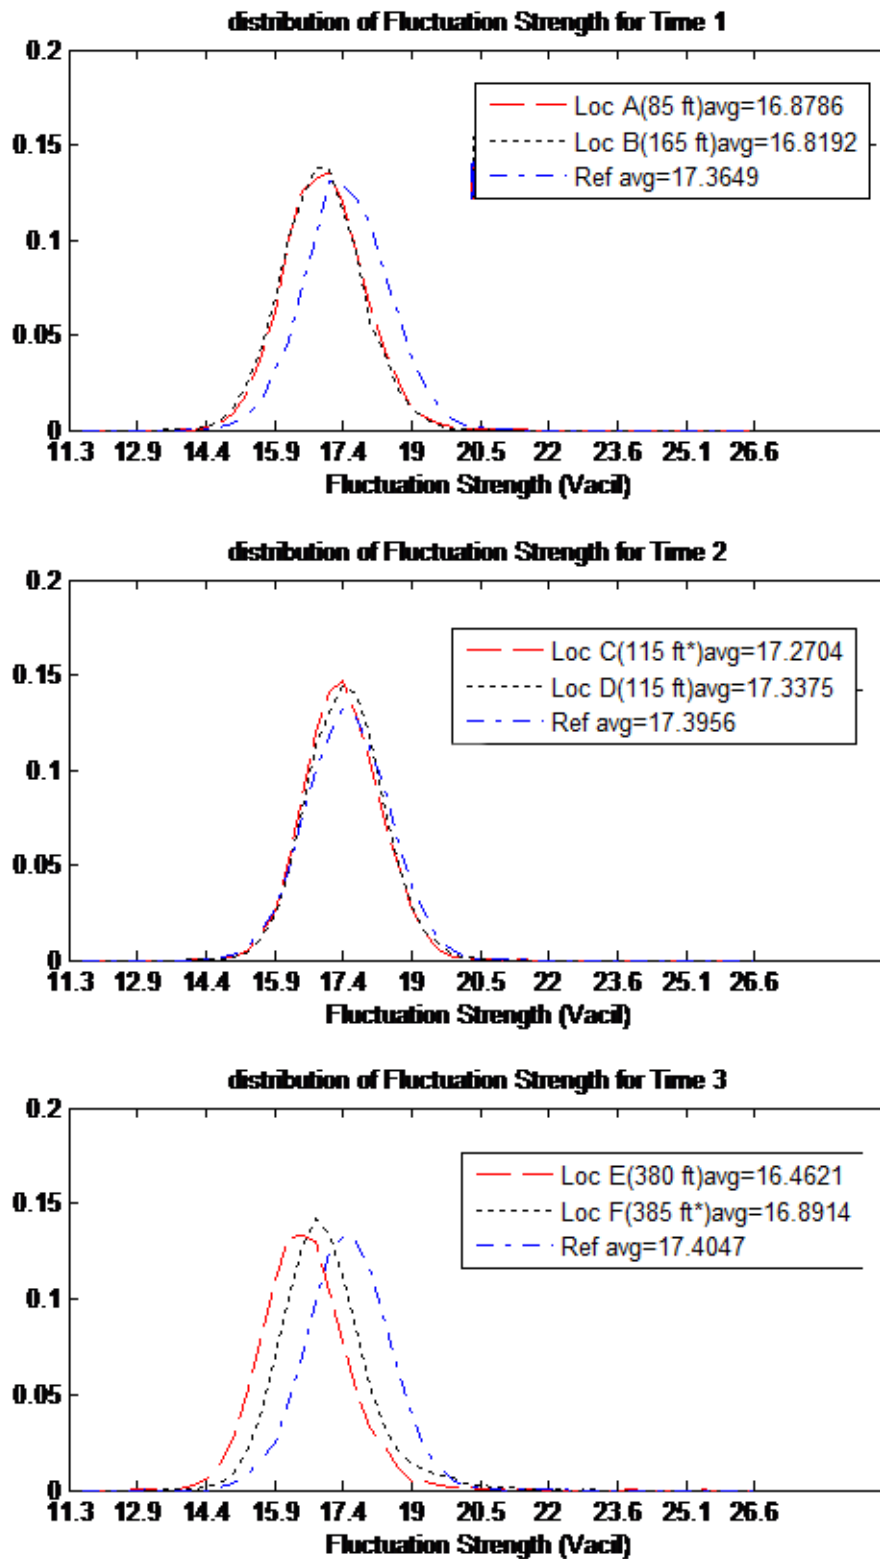 distribution of Fluctuation Strength for Time 1
0.2
Loc A(85 ft)avg=16.8786
0.15
Loc B(165 ft)avg=16.8192
Ref avg=17.3649
0.1
0.05
0
11.3 12.9 14.4 15.9 17.4 19 20.5 22 23.6 25.1 26.6
Fluctuation Strength (Vacil)
distribution of Fluctuation Strength for Time 2
0.2
Loc C(115 ft*)avg=17.2704
0.15
Loc D(115 ft)avg=17.3375
Ref avg=17.3956
0.1
0.05
0
11.3 12.9 14.4 15.9 17.4 19 20.5 22 23.6 25.1 26.6
Fluctuation Strength (Vacil)
distribution of Fluctuation Strength for Time 3
0.2
Loc E(380 ft)avg=16.4621
0.15
Loc F(385 ft*)avg=16.8914
Ref avg=17.4047
0.1
0.05
0
11.3 12.9 14.4 15.9 17.4 19 20.5 22 23.6 25.1 26.6
Fluctuation Strength (Vacil)